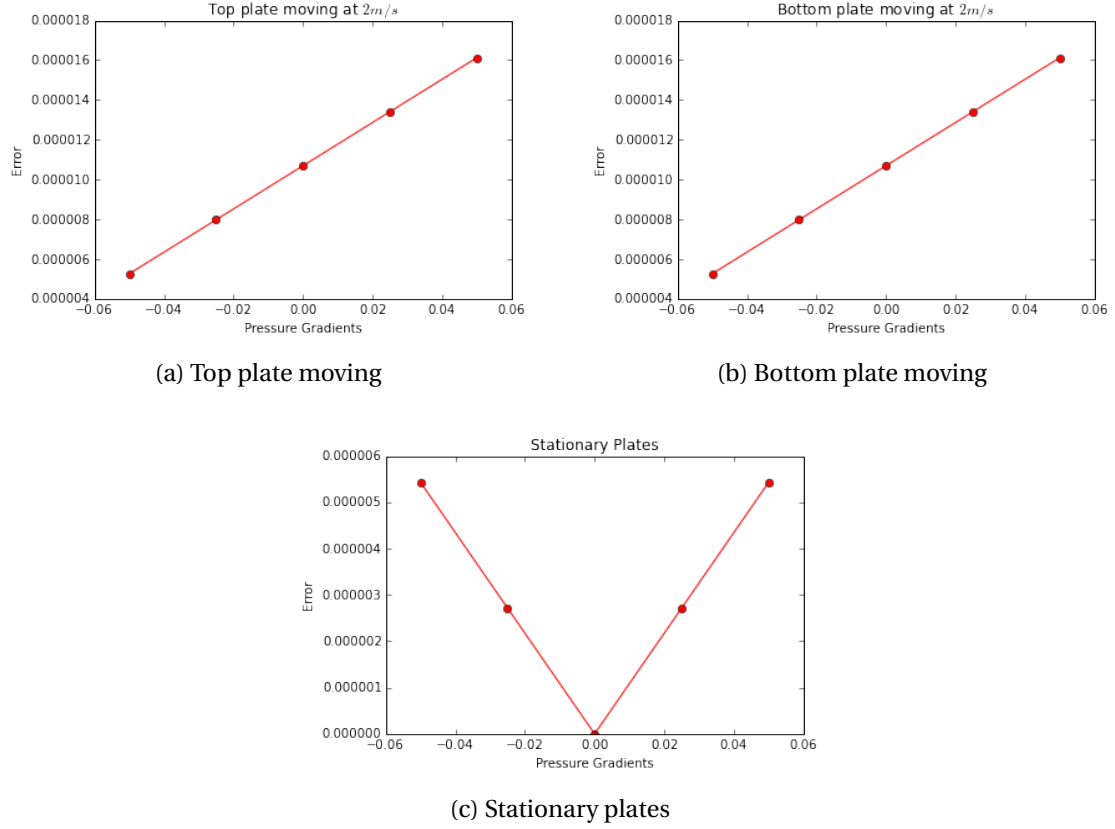 Top plate moving at 2m/s
0.000018
0.000016
0.000014
0.000012
0.000010
0.000008
0.000006
0.000004
Error
−0.06 −0.04 −0.02 0.00 0.02 0.04 0.06
Pressure Gradients
(a) Top plate moving
Bottom plate moving at 2m/s
0.000018
0.000016
0.000014
0.000012
0.000010
0.000008
0.000006
0.000004
Error
−0.06 −0.04 −0.02 0.00 0.02 0.04 0.06
Pressure Gradients
(b) Bottom plate moving
Stationary Plates
0.000006
0.000005
0.000004
0.000003
0.000002
0.000001
0.000000
Error
−0.06 −0.04 −0.02 0.00 0.02 0.04 0.06
Pressure Gradients
(c) Stationary plates